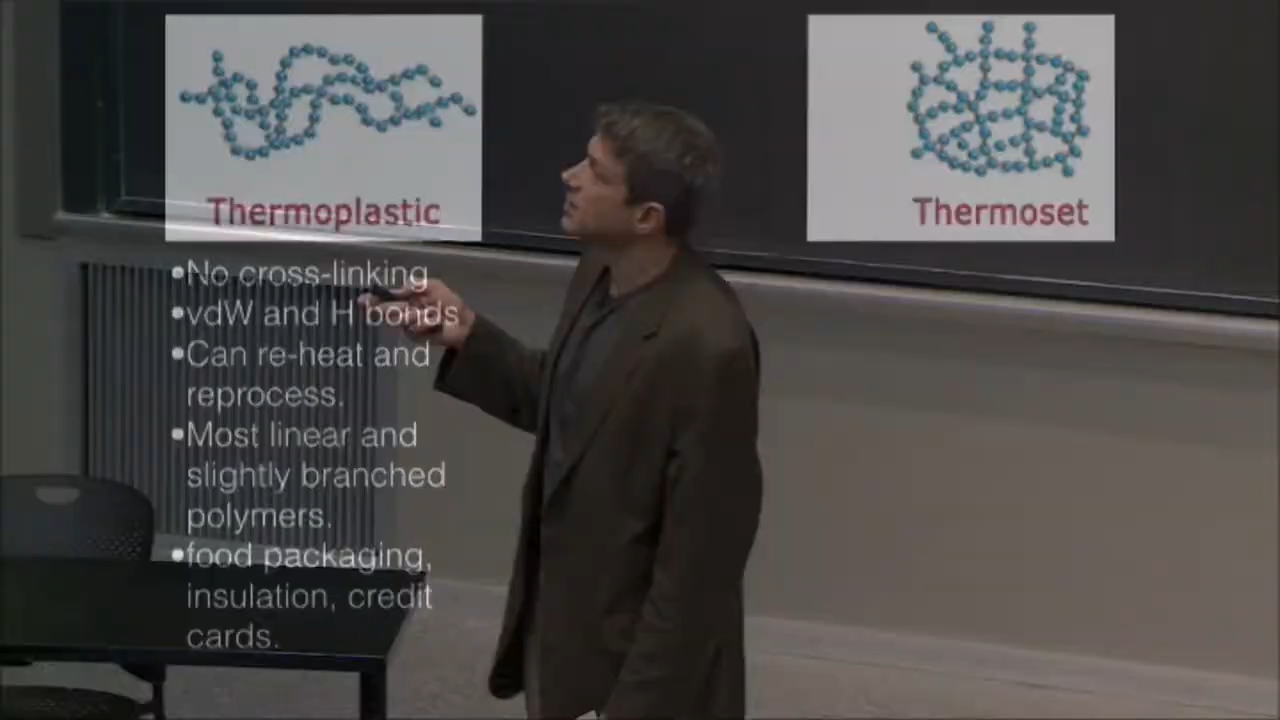 Thermoplastic
Thermoset
•No cross-linking
•vdW and H bonds
•Can re-heat and
reprocess.
•Most linear and
slightly branched
polymers.
•food packaging,
insulation, credit
cards.